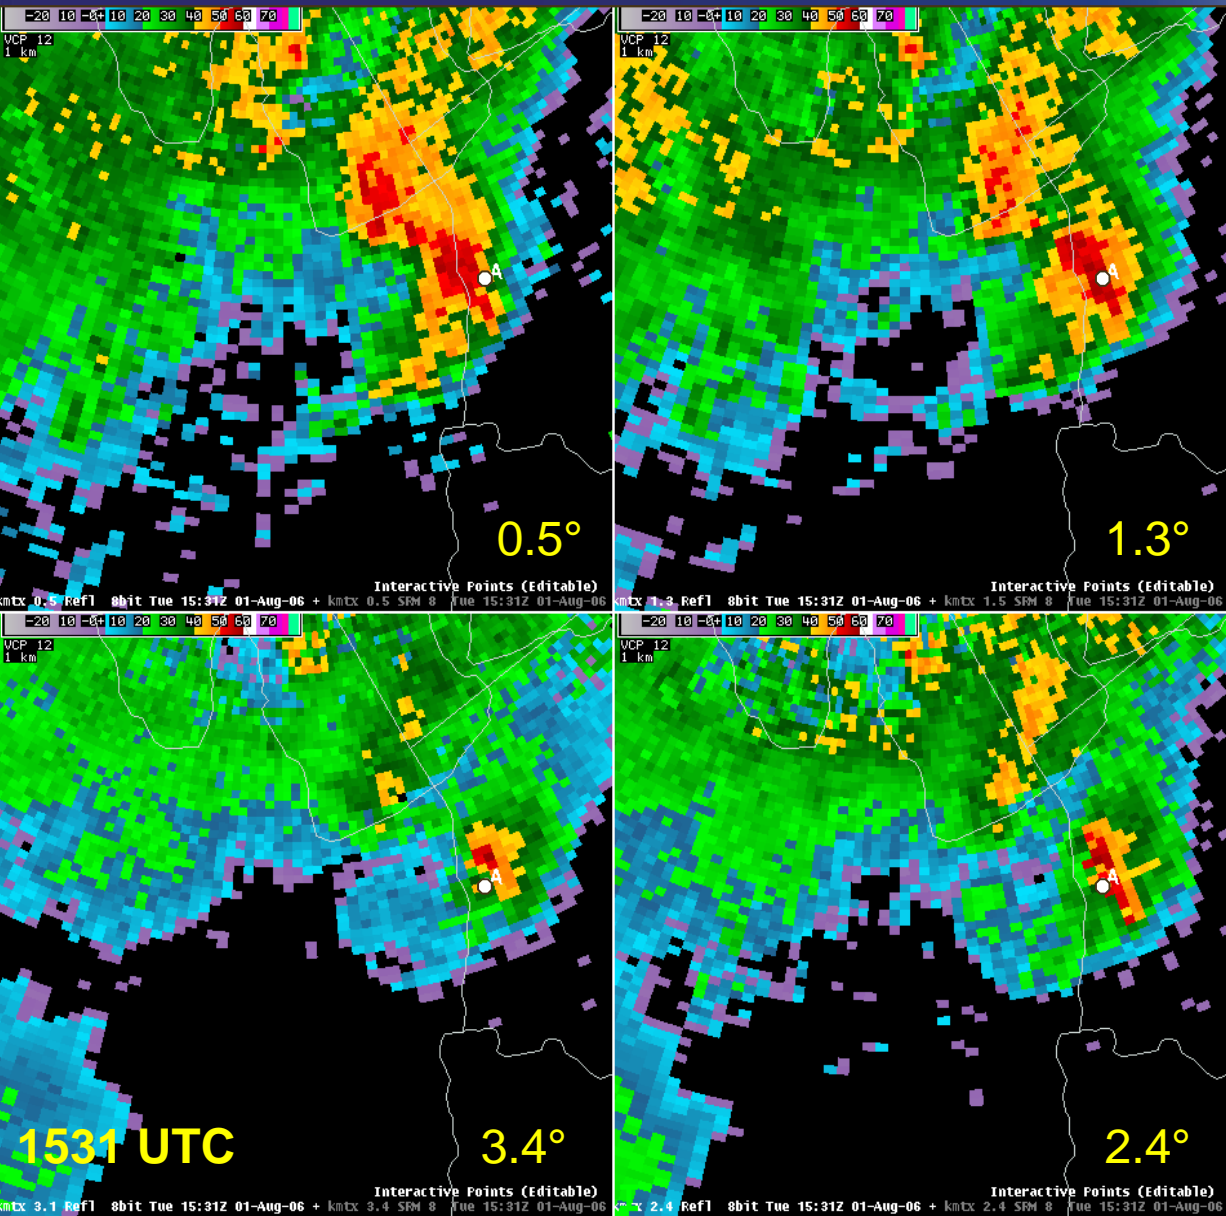 -20 10 -0+ 10 20 30 40 50 60 70
VCP 12
1 km
A
0.5°
Interactive Points (Editable)
kmtx 0.5 Refl 8bit Tue 15:31Z 01-Aug-06 + kmtx 0.5 SRM 8 Tue 15:31Z 01-Aug-06
-20 10 -0+ 10 20 30 40 50 60 70
VCP 12
1 km
A
1.3°
Interactive Points (Editable)
kmtx 1.3 Refl 8bit Tue 15:31Z 01-Aug-06 + kmtx 1.5 SRM 8 Tue 15:31Z 01-Aug-06
-20 10 -0+ 10 20 30 40 50 60 70
VCP 12
1 km
A
1531 UTC
3.4°
Interactive Points (Editable)
kmtx 3.1 Refl 8bit Tue 15:31Z 01-Aug-06 + kmtx 3.4 SRM 8 Tue 15:31Z 01-Aug-06
-20 10 -0+ 10 20 30 40 50 60 70
VCP 12
1 km
A
2.4°
Interactive Points (Editable)
kmtx 2.4 Refl 8bit Tue 15:31Z 01-Aug-06 + kmtx 2.4 SRM 8 Tue 15:31Z 01-Aug-06